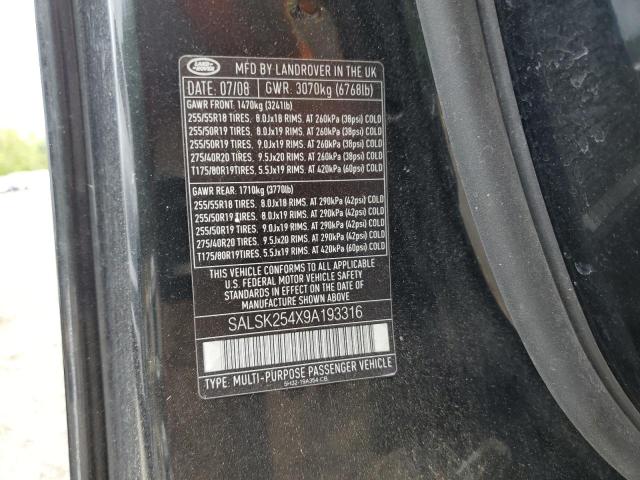 LAND ROVER
MFD BY LANDROVER IN THE UK
DATE: 07/08 GWR: 3070kg (6768lb)
GAWR FRONT: 1470kg (3241lb)
255/55R18 TIRES, 8.0Jx18 RIMS. AT 260kPa (38psi) COLD
255/50R19 TIRES, 8.0Jx19 RIMS. AT 260kPa (38psi) COLD
255/50R19 TIRES, 9.0Jx19 RIMS. AT 260kPa (38psi) COLD
275/40R20 TIRES, 9.5Jx20 RIMS. AT 260kPa (38psi) COLD
T175/80R19TIRES, 5.5Jx19 RIMS. AT 420kPa (60psi) COLD
GAWR REAR: 1710kg (3770lb)
255/55R18 TIRES, 8.0Jx18 RIMS. AT 290kPa (42psi) COLD
255/50R19 TIRES, 8.0Jx19 RIMS. AT 290kPa (42psi) COLD
255/50R19 TIRES, 9.0Jx19 RIMS. AT 290kPa (42psi) COLD
275/40R20 TIRES, 9.5Jx20 RIMS. AT 290kPa (42psi) COLD
T175/80R19TIRES, 5.5Jx19 RIMS. AT 420kPa (60psi) COLD
THIS VEHICLE CONFORMS TO ALL APPLICABLE
U.S. FEDERAL MOTOR VEHICLE SAFETY
STANDARDS IN EFFECT ON THE DATE OF
MANUFACTURE SHOWN ABOVE
SALSK254X9A193316
TYPE: MULTI-PURPOSE PASSENGER VEHICLE
5H32-19A354-CB